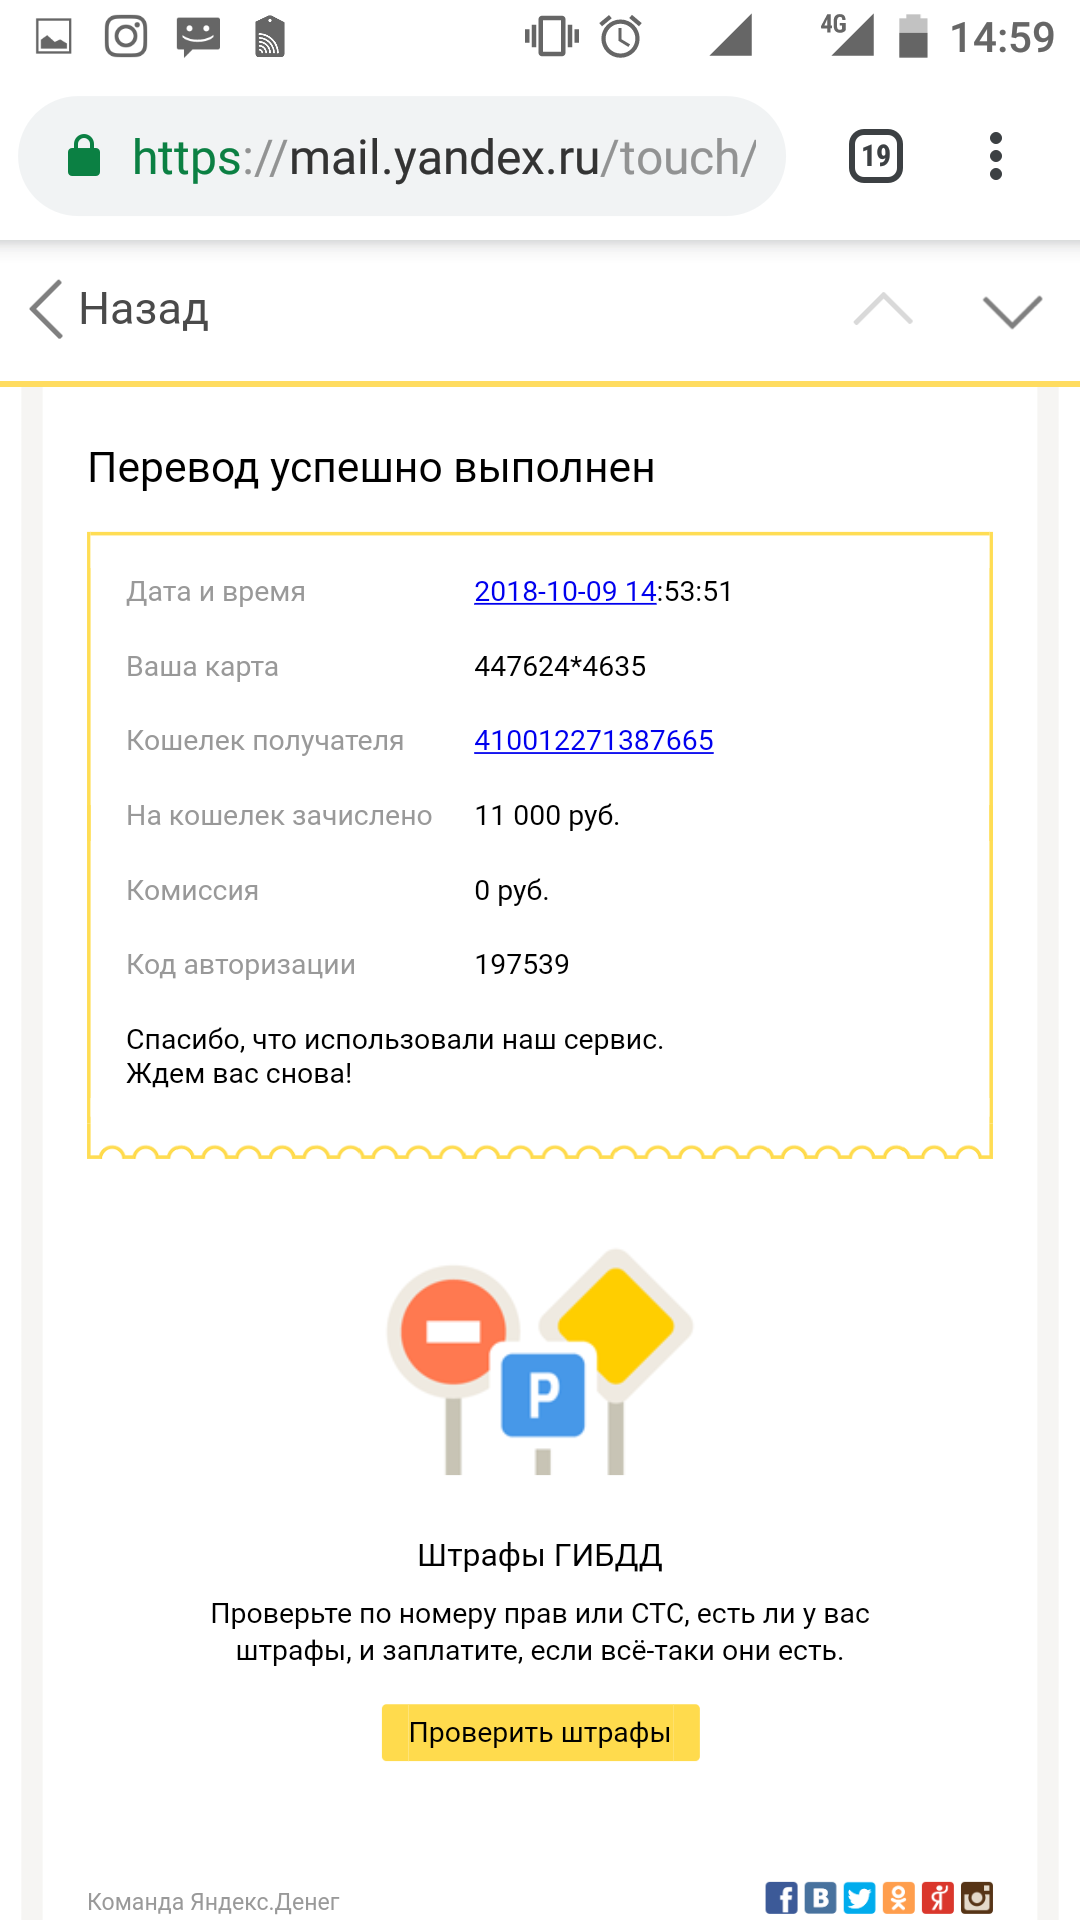 4G 14:59
https://mail.yandex.ru/touch/
19
Назад
Перевод успешно выполнен
Дата и время 2018-10-09 14:53:51
Ваша карта 447624*4635
Кошелек получателя 410012271387665
На кошелек зачислено 11 000 руб.
Комиссия 0 руб.
Код авторизации 197539
Спасибо, что использовали наш сервис.
Ждем вас снова!
P
Штрафы ГИБДД
Проверьте по номеру прав или СТС, есть ли у вас
штрафы, и заплатите, если всё-таки они есть.
Проверить штрафы
Команда Яндекс.Денег